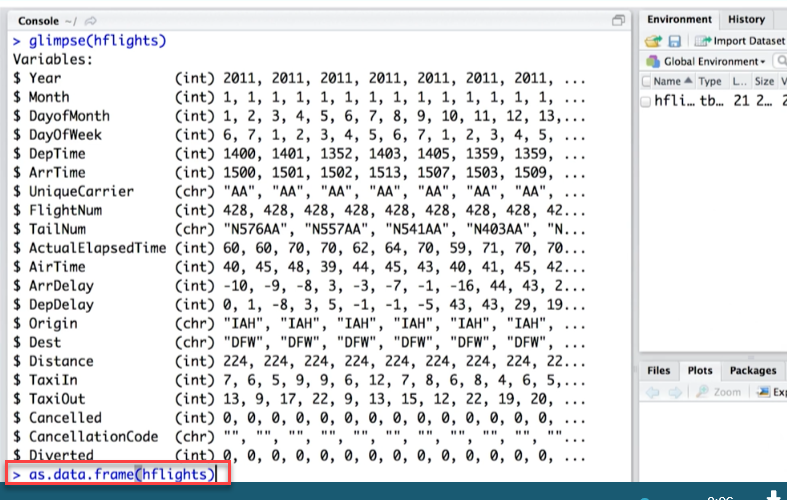 Console ~/
> glimpse(hflights)
Variables:
$ Year (int) 2011, 2011, 2011, 2011, 2011, 2011, 2011, ...
$ Month (int) 1, 1, 1, 1, 1, 1, 1, 1, 1, 1, 1, 1, 1, 1, ...
$ DayofMonth (int) 1, 2, 3, 4, 5, 6, 7, 8, 9, 10, 11, 12, 13,...
$ DayOfWeek (int) 6, 7, 1, 2, 3, 4, 5, 6, 7, 1, 2, 3, 4, 5, ...
$ DepTime (int) 1400, 1401, 1352, 1403, 1405, 1359, 1359, ...
$ ArrTime (int) 1500, 1501, 1502, 1513, 1507, 1503, 1509, ...
$ UniqueCarrier (chr) "AA", "AA", "AA", "AA", "AA", "AA", "AA", ...
$ FlightNum (int) 428, 428, 428, 428, 428, 428, 428, 428, 42...
$ TailNum (chr) "N576AA", "N557AA", "N541AA", "N403AA", "N...
$ ActualElapsedTime (int) 60, 60, 70, 70, 62, 64, 70, 59, 71, 70, 70...
$ AirTime (int) 40, 45, 48, 39, 44, 45, 43, 40, 41, 45, 42...
$ ArrDelay (int) -10, -9, -8, 3, -3, -7, -1, -16, 44, 43, 2...
$ DepDelay (int) 0, 1, -8, 3, 5, -1, -1, -5, 43, 43, 29, 19...
$ Origin (chr) "IAH", "IAH", "IAH", "IAH", "IAH", "IAH", ...
$ Dest (chr) "DFW", "DFW", "DFW", "DFW", "DFW", "DFW", ...
$ Distance (int) 224, 224, 224, 224, 224, 224, 224, 224, 22...
$ TaxiIn (int) 7, 6, 5, 9, 9, 6, 12, 7, 8, 6, 8, 4, 6, 5,...
$ TaxiOut (int) 13, 9, 17, 22, 9, 13, 15, 12, 22, 19, 20, ...
$ Cancelled (int) 0, 0, 0, 0, 0, 0, 0, 0, 0, 0, 0, 0, 0, 0, ...
$ CancellationCode (chr) "", "", "", "", "", "", "", "", "", "", ""...
$ Diverted (int) 0, 0, 0, 0, 0, 0, 0, 0, 0, 0, 0, 0, 0, 0, ...
> as.data.frame(hflights)
Environment History
Import Dataset
Global Environment
Name Type L... Size
hfli... tb... 21 2...
Files Plots Packages
Zoom